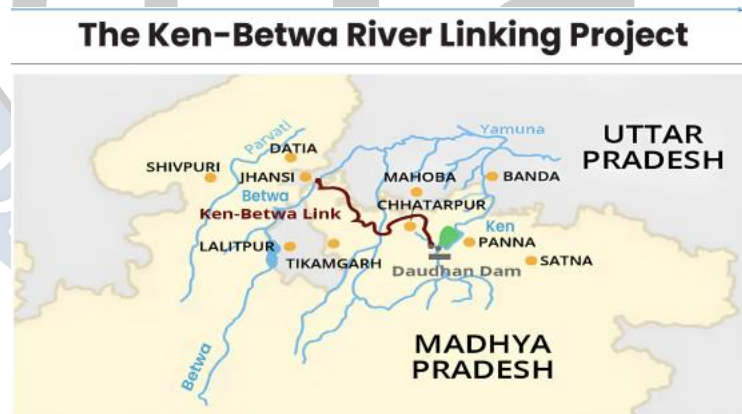 The Ken-Betwa River Linking Project
Yamuna
UTTAR
PRADESH
Parvati
DATIA
SHIVPURI
JHANSI
MAHOBA
BANDA
Betwa
CHHATARPUR
Ken-Betwa Link
Ken
LALITPUR
PANNA
TIKAMGARH
Daudhan Dam
SATNA
MADHYA
PRADESH
Betwa